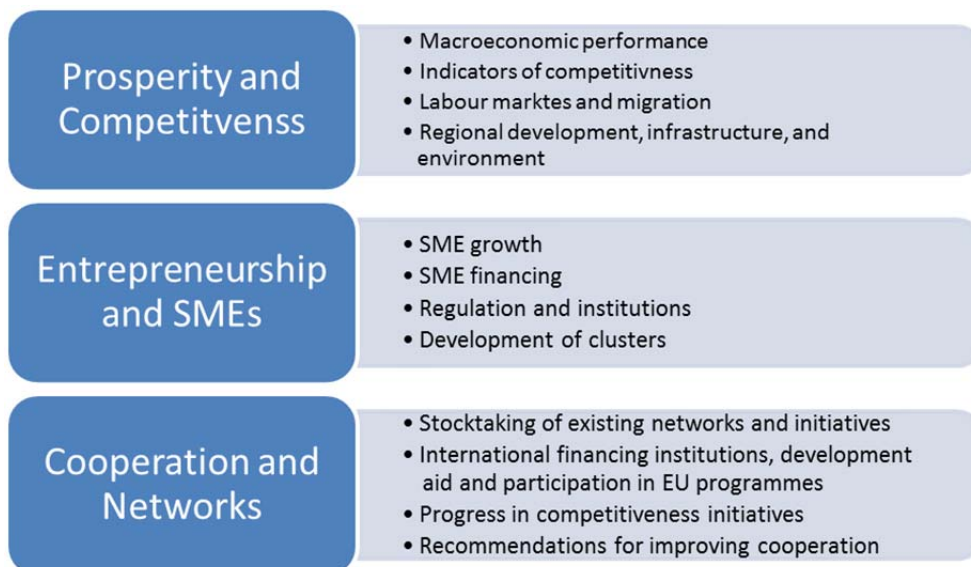 Prosperity and
Competitvenss
• Macroeconomic performance
• Indicators of competitivness
• Labour marktes and migration
• Regional development, infrastructure, and
environment
Entrepreneurship
and SMEs
• SME growth
• SME financing
• Regulation and institutions
• Development of clusters
Cooperation and
Networks
• Stocktaking of existing networks and initiatives
• International financing institutions, development
aid and participation in EU programmes
• Progress in competitiveness initiatives
• Recommendations for improving cooperation